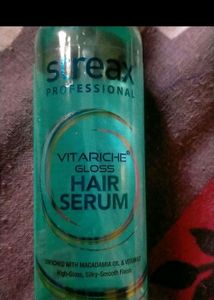 streax
PROFESSIONAL
VITARICHE
GLOSS
HAIR
SERUM
ENRICHED WITH MACADAMIA OIL & VITAMIN E
High-Gloss, Silky-Smooth Finish